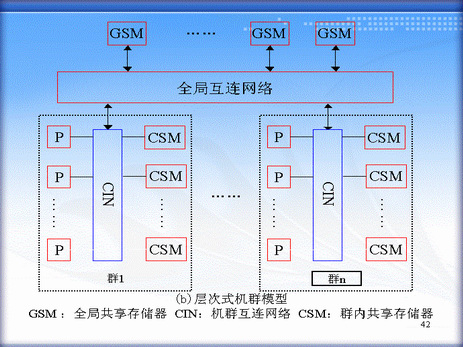 GSM …… GSM GSM
全局互连网络
P CSM P CSM
P CSM P CSM
CIN CIN
……
P CSM P CSM
群1 群n
(b)层次式机群模型
GSM：全局共享存储器 CIN：机群互连网络 CSM：群内共享存储器
42